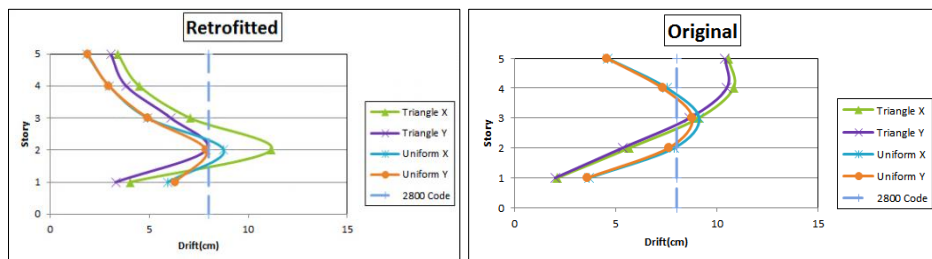 Retrofitted
5
4
3
2
1
0
Story
0
5
10
15
Drift(cm)
Triangle X
Triangle Y
Uniform X
Uniform Y
2800 Code
Original
5
4
3
2
1
0
Story
0
5
10
15
Drift(cm)
Triangle X
Triangle Y
Uniform X
Uniform Y
2800 Code